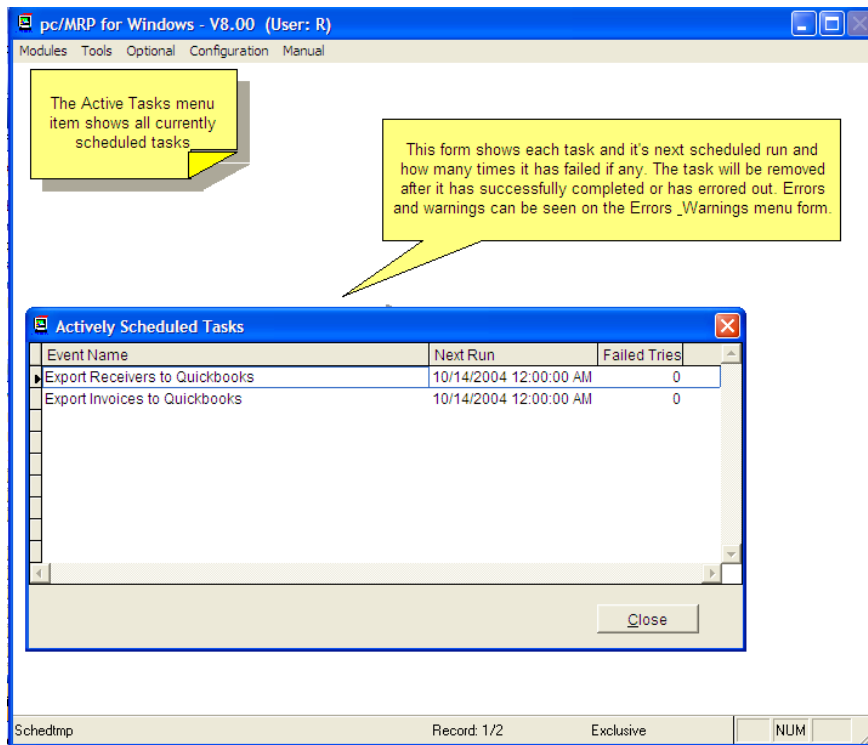 pc/MRP for Windows - V8.00 (User: R)
Modules Tools Optional Configuration Manual
The Active Tasks menu
item shows all currently
scheduled tasks
This form shows each task and it's next scheduled run and
how many times it has failed if any. The task will be removed
after it has successfully completed or has errored out. Errors
and warnings can be seen on the Errors _Warnings menu form.
Actively Scheduled Tasks
Event Name Next Run Failed Tries
Export Receivers to Quickbooks 10/14/2004 12:00:00 AM 0
Export Invoices to Quickbooks 10/14/2004 12:00:00 AM 0
Close
Schedtmp Record: 1/2 Exclusive NUM